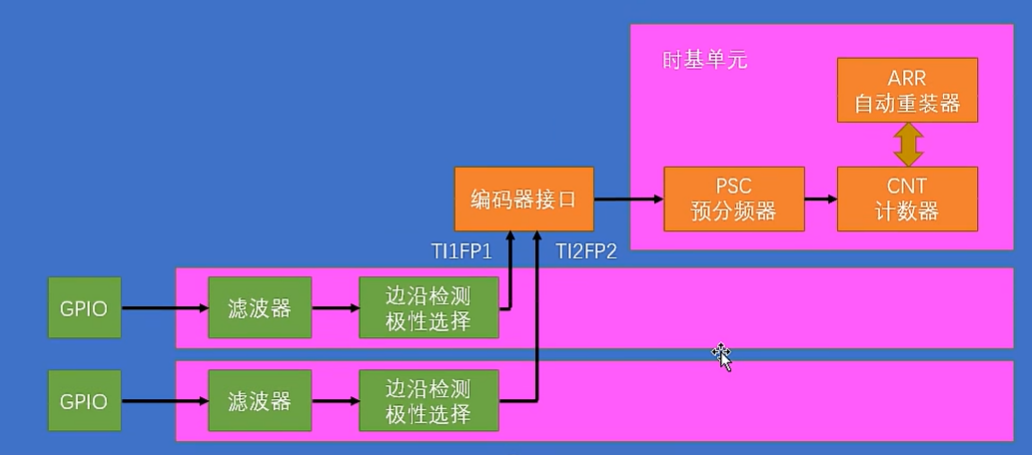 时基单元
ARR
自动重装器
编码器接口
PSC
预分频器
CNT
计数器
TI1FP1
TI2FP2
GPIO
滤波器
边沿检测
极性选择
GPIO
滤波器
边沿检测
极性选择